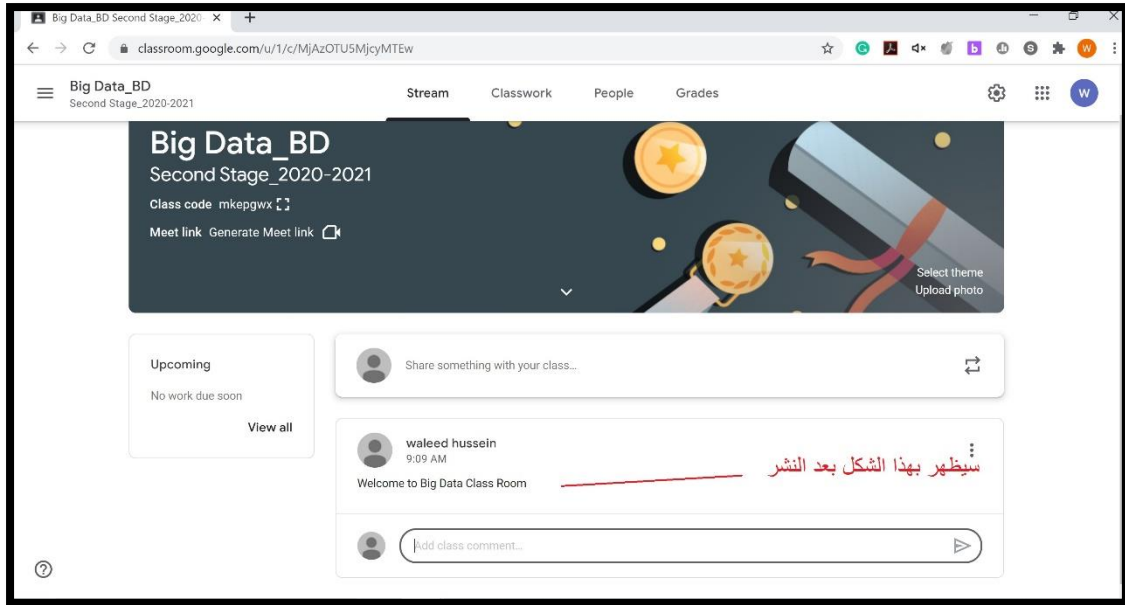 Big Data_BD Second Stage_2020-
classroom.google.com/u/1/c/MjAzOTU5MjcyMTEw
Big Data_BD
Second Stage_2020-2021
Stream Classwork People Grades
W
Big Data_BD
Second Stage_2020-2021
Class code mkepgwx
Meet link Generate Meet link
Select theme
Upload photo
Upcoming
No work due soon
View all
Share something with your class...
waleed hussein
9:09 AM
Welcome to Big Data Class Room
سيظهر بهذا الشكل بعد النشر
Add class comment...